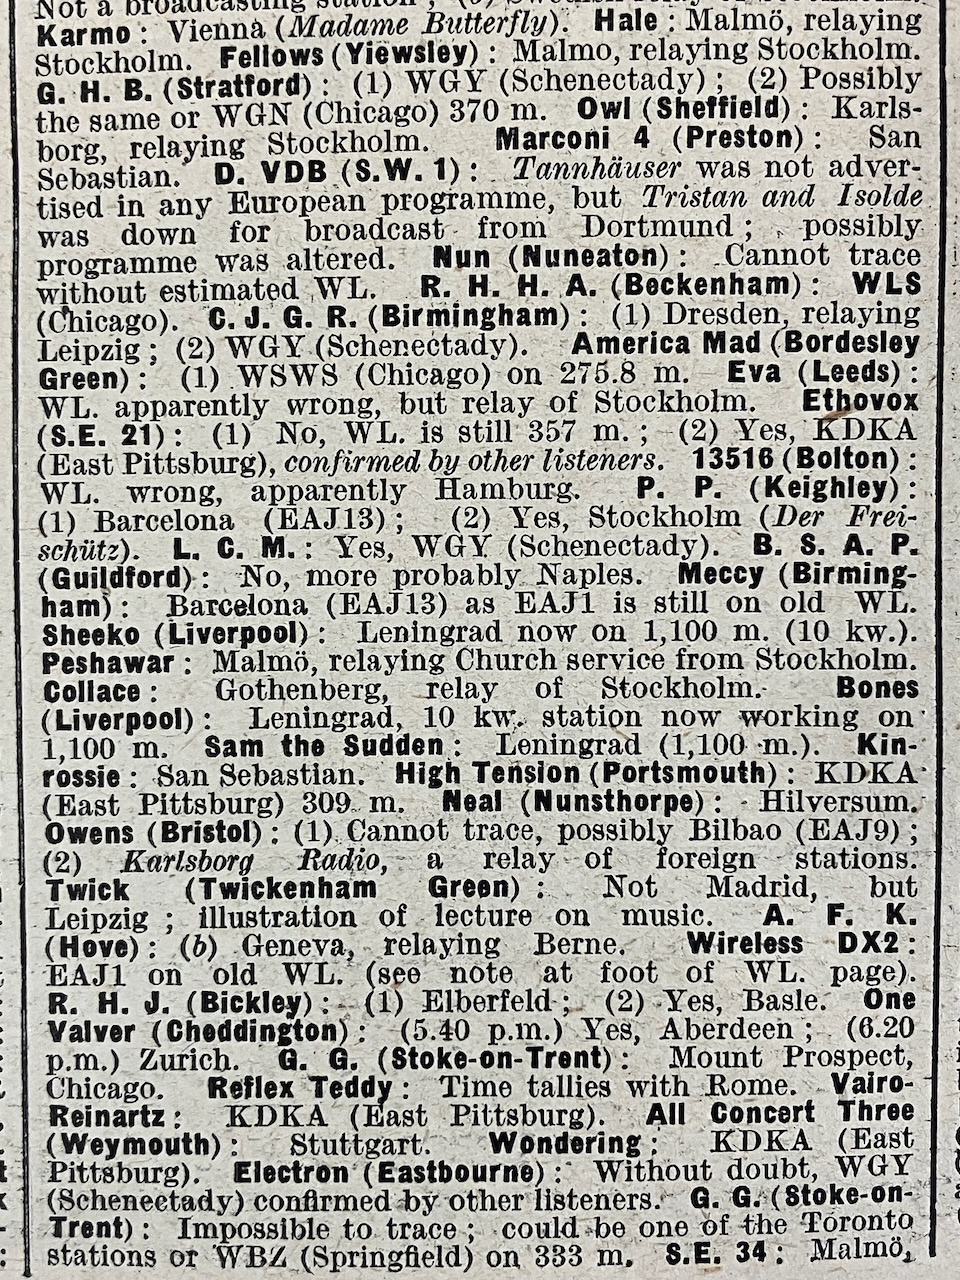 Not a broadcasting station; (3) Swedish relay of Stockholm.
Karmo: Vienna (Madame Butterfly). Hale: Malmö, relaying
Stockholm. Fellows (Yiewsley): Malmo, relaying Stockholm.
G. H. B. (Stratford): (1) WGY (Schenectady); (2) Possibly
the same or WGN (Chicago) 370 m. Owl (Sheffield): Karls-
borg, relaying Stockholm. Marconi 4 (Preston): San
Sebastian. D. VDB (S.W. 1): Tannhäuser was not adver-
tised in any European programme, but Tristan and Isolde
was down for broadcast from Dortmund; possibly
programme was altered. Nun (Nuneaton): Cannot trace
without estimated WL. R. H. H. A. (Beckenham): WLS
(Chicago). C. J. G. R. (Birmingham): (1) Dresden, relaying
Leipzig; (2) WGY (Schenectady). America Mad (Bordesley
Green): (1) WSWS (Chicago) on 275.8 m. Eva (Leeds):
WL. apparently wrong, but relay of Stockholm. Ethovox
(S.E. 21): (1) No, WL. is still 357 m.; (2) Yes, KDKA
(East Pittsburg), confirmed by other listeners. 13516 (Bolton):
WL. wrong, apparently Hamburg. P. P. (Keighley):
(1) Barcelona (EAJ13); (2) Yes, Stockholm (Der Frei-
schütz). L. C. M.: Yes, WGY (Schenectady). B. S. A. P.
(Guildford): No, more probably Naples. Meccy (Birming-
ham): Barcelona (EAJ13) as EAJ1 is still on old WL.
Sheeko (Liverpool): Leningrad now on 1,100 m. (10 kw.).
Peshawar: Malmö, relaying Church service from Stockholm.
Collace: Gothenberg, relay of Stockholm. Bones
(Liverpool): Leningrad, 10 kw. station now working on
1,100 m. Sam the Sudden: Leningrad (1,100 m.). Kin-
rossie: San Sebastian. High Tension (Portsmouth): KDKA
(East Pittsburg) 309 m. Neal (Nunsthorpe): Hilversum.
Owens (Bristol): (1) Cannot trace, possibly Bilbao (EAJ9);
(2) Karlsborg Radio, a relay of foreign stations.
Twick (Twickenham Green): Not Madrid, but
Leipzig; illustration of lecture on music. A. F. K.
(Hove): (b) Geneva, relaying Berne. Wireless DX2:
EAJ1 on old WL. (see note at foot of WL. page).
R. H. J. (Bickley): (1) Elberfeld; (2) Yes, Basle. One
Valver (Cheddington): (5.40 p.m.) Yes, Aberdeen; (6.20
p.m.) Zurich. G. G. (Stoke-on-Trent): Mount Prospect,
Chicago. Reflex Teddy: Time tallies with Rome. Vairo-
Reinartz: KDKA (East Pittsburg). All Concert Three
(Weymouth): Stuttgart. Wondering: KDKA (East
Pittsburg). Electron (Eastbourne): Without doubt, WGY
(Schenectady) confirmed by other listeners. G. G. (Stoke-on-
Trent): Impossible to trace; could be one of the Toronto
stations or WBZ (Springfield) on 333 m. S.E. 34: Malmö,